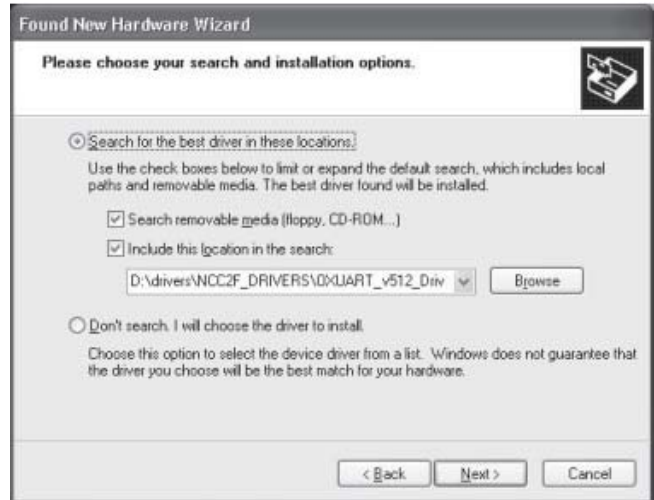 Found New Hardware Wizard
Please choose your search and installation options.
Search for the best driver in these locations.
Use the check boxes below to limit or expand the default search, which includes local
paths and removable media. The best driver found will be installed.
Search removable media (floppy, CD-ROM...)
Include this location in the search:
D:\drivers\NCC2F_DRIVERS\OXUART_v512_Driv
Browse
Don't search. I will choose the driver to install.
Choose this option to select the device driver from a list. Windows does not guarantee that
the driver you choose will be the best match for your hardware.
< Back
Next >
Cancel